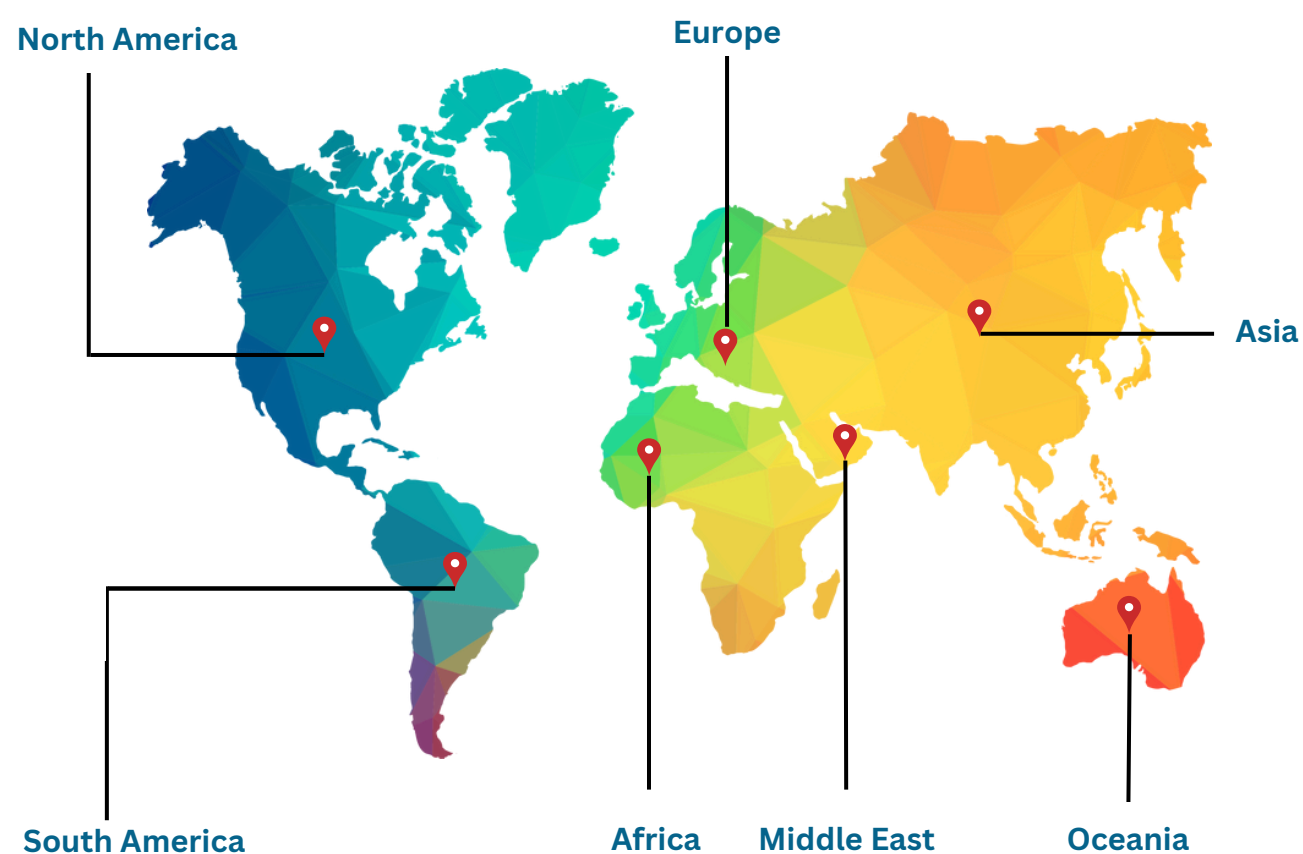 North America
Europe
Asia
South America
Africa
Middle East
Oceania